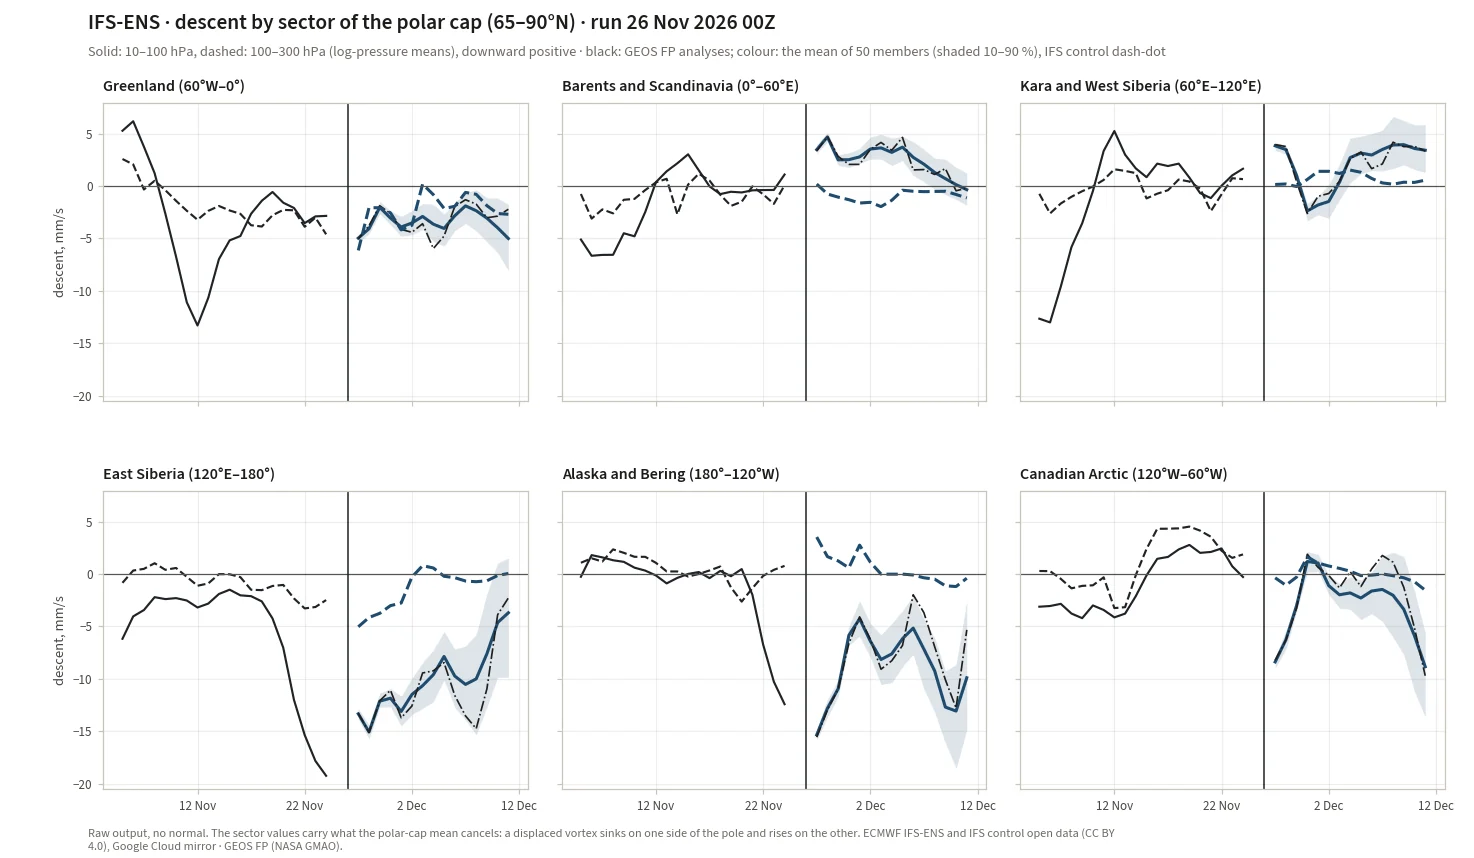 IFS-ENS · descent by sector of the polar cap (65–90°N) · run 26 Nov 2026 00Z
Solid: 10–100 hPa, dashed: 100–300 hPa (log-pressure means), downward positive · black: GEOS FP analyses; colour: the mean of 50 members (shaded 10–90 %), IFS control dash-dot
Greenland (60°W–0°)
Barents and Scandinavia (0°–60°E)
Kara and West Siberia (60°E–120°E)
descent, mm/s
5
0
−5
−10
−15
−20
East Siberia (120°E–180°)
Alaska and Bering (180°–120°W)
Canadian Arctic (120°W–60°W)
descent, mm/s
5
0
−5
−10
−15
−20
12 Nov 22 Nov 2 Dec 12 Dec
12 Nov 22 Nov 2 Dec 12 Dec
12 Nov 22 Nov 2 Dec 12 Dec
Raw output, no normal. The sector values carry what the polar-cap mean cancels: a displaced vortex sinks on one side of the pole and rises on the other. ECMWF IFS-ENS and IFS control open data (CC BY
4.0), Google Cloud mirror · GEOS FP (NASA GMAO).